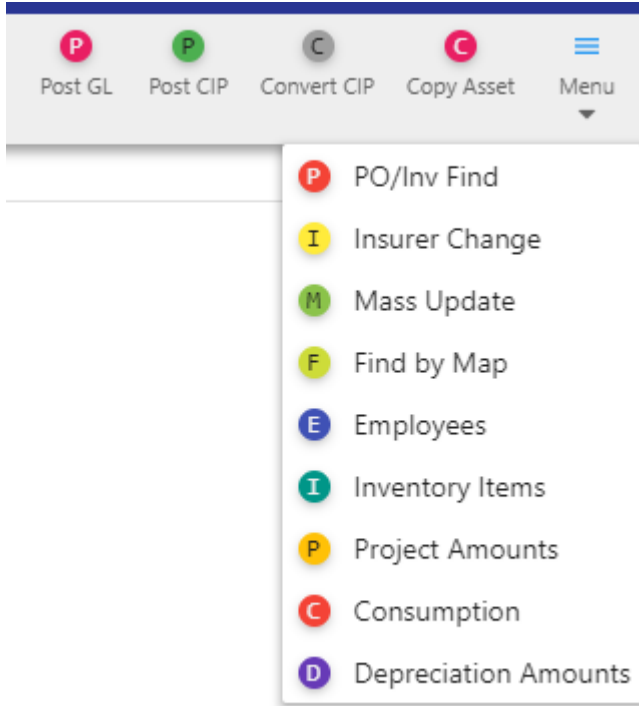 P P C C
Post GL Post CIP Convert CIP Copy Asset Menu
P PO/Inv Find
I Insurer Change
M Mass Update
F Find by Map
E Employees
I Inventory Items
P Project Amounts
C Consumption
D Depreciation Amounts